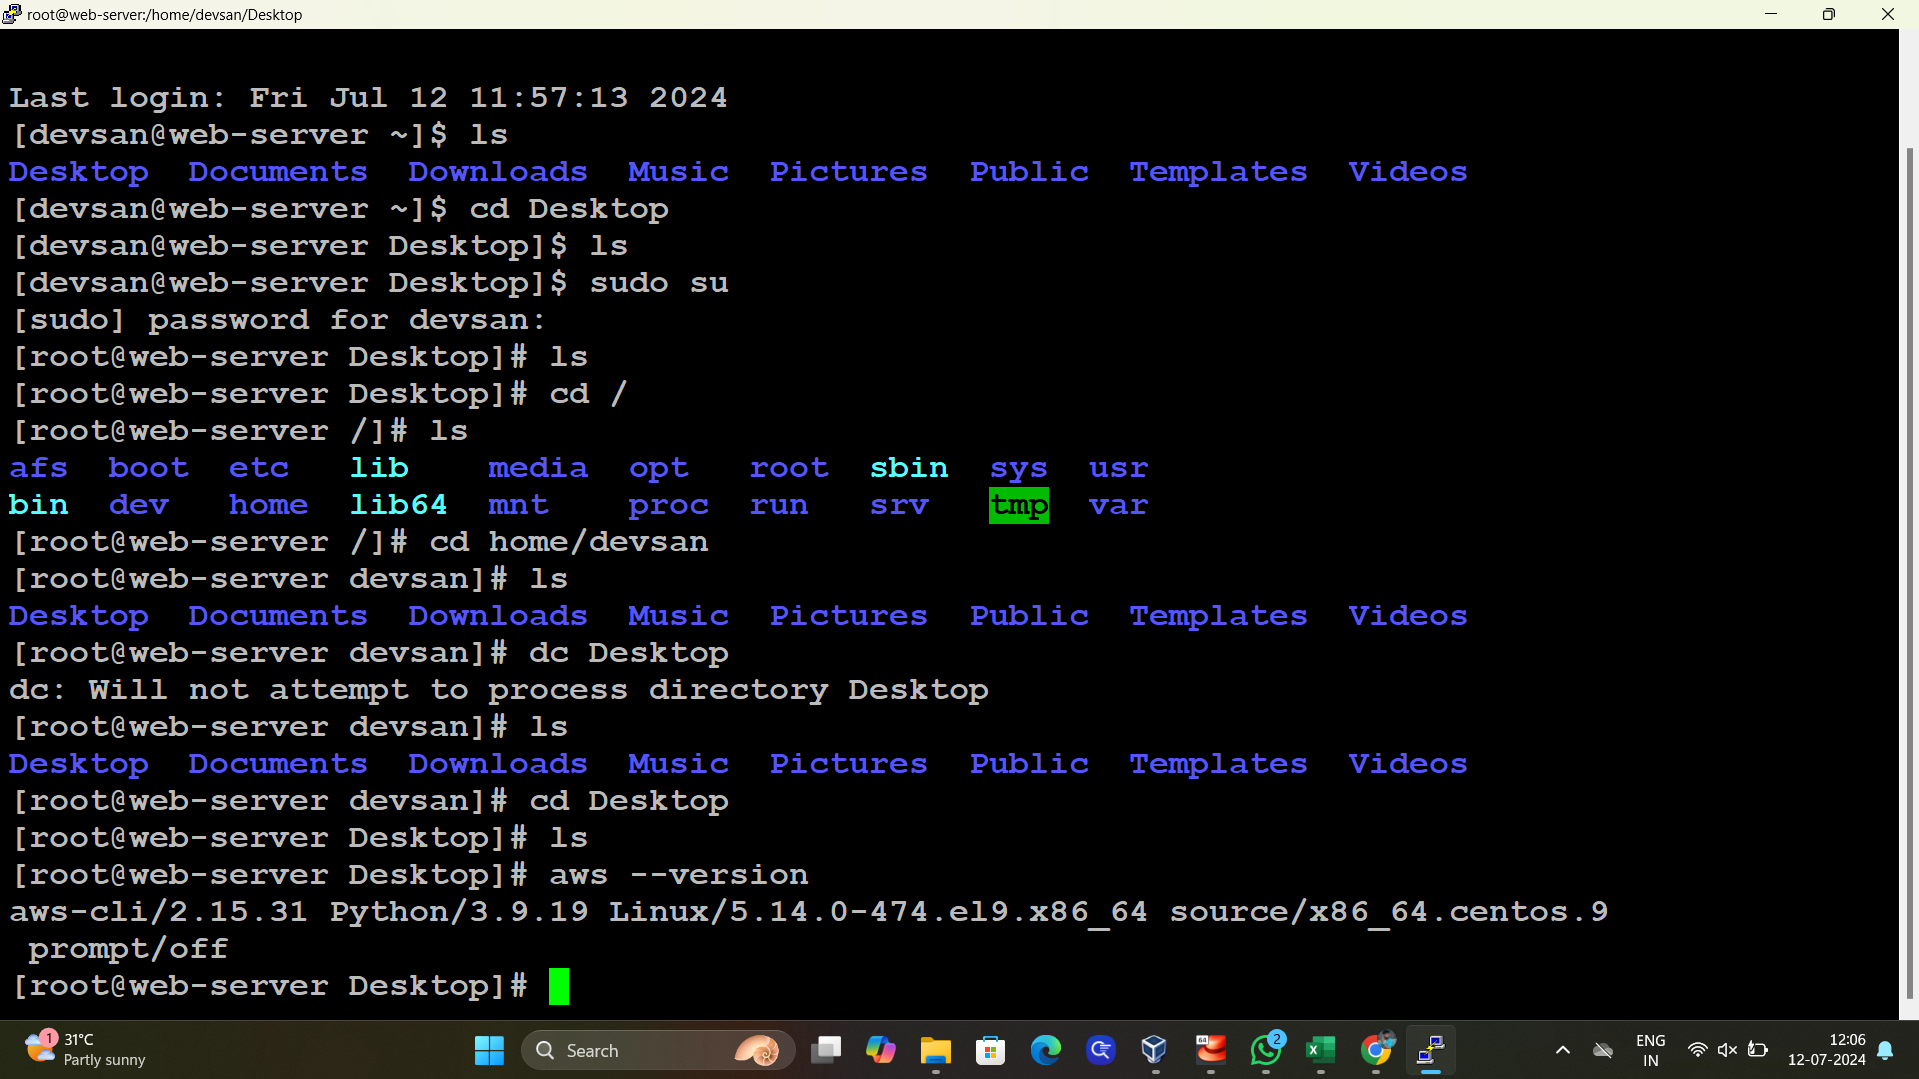 root@web-server:/home/devsan/Desktop
Last login: Fri Jul 12 11:57:13 2024
[devsan@web-server ~]$ ls
Desktop  Documents  Downloads  Music  Pictures  Public  Templates  Videos
[devsan@web-server ~]$ cd Desktop
[devsan@web-server Desktop]$ ls
[devsan@web-server Desktop]$ sudo su
[sudo] password for devsan:
[root@web-server Desktop]# ls
[root@web-server Desktop]# cd /
[root@web-server /]# ls
afs  boot  etc   lib    media  opt   root  sbin  sys  usr
bin  dev   home  lib64  mnt    proc  run   srv   tmp  var
[root@web-server /]# cd home/devsan
[root@web-server devsan]# ls
Desktop  Documents  Downloads  Music  Pictures  Public  Templates  Videos
[root@web-server devsan]# dc Desktop
dc: Will not attempt to process directory Desktop
[root@web-server devsan]# ls
Desktop  Documents  Downloads  Music  Pictures  Public  Templates  Videos
[root@web-server devsan]# cd Desktop
[root@web-server Desktop]# ls
[root@web-server Desktop]# aws --version
aws-cli/2.15.31 Python/3.9.19 Linux/5.14.0-474.el9.x86_64 source/x86_64.centos.9
prompt/off
[root@web-server Desktop]#
1
31°C
Partly sunny
Search
64
2
ENG
IN
12:06
12-07-2024